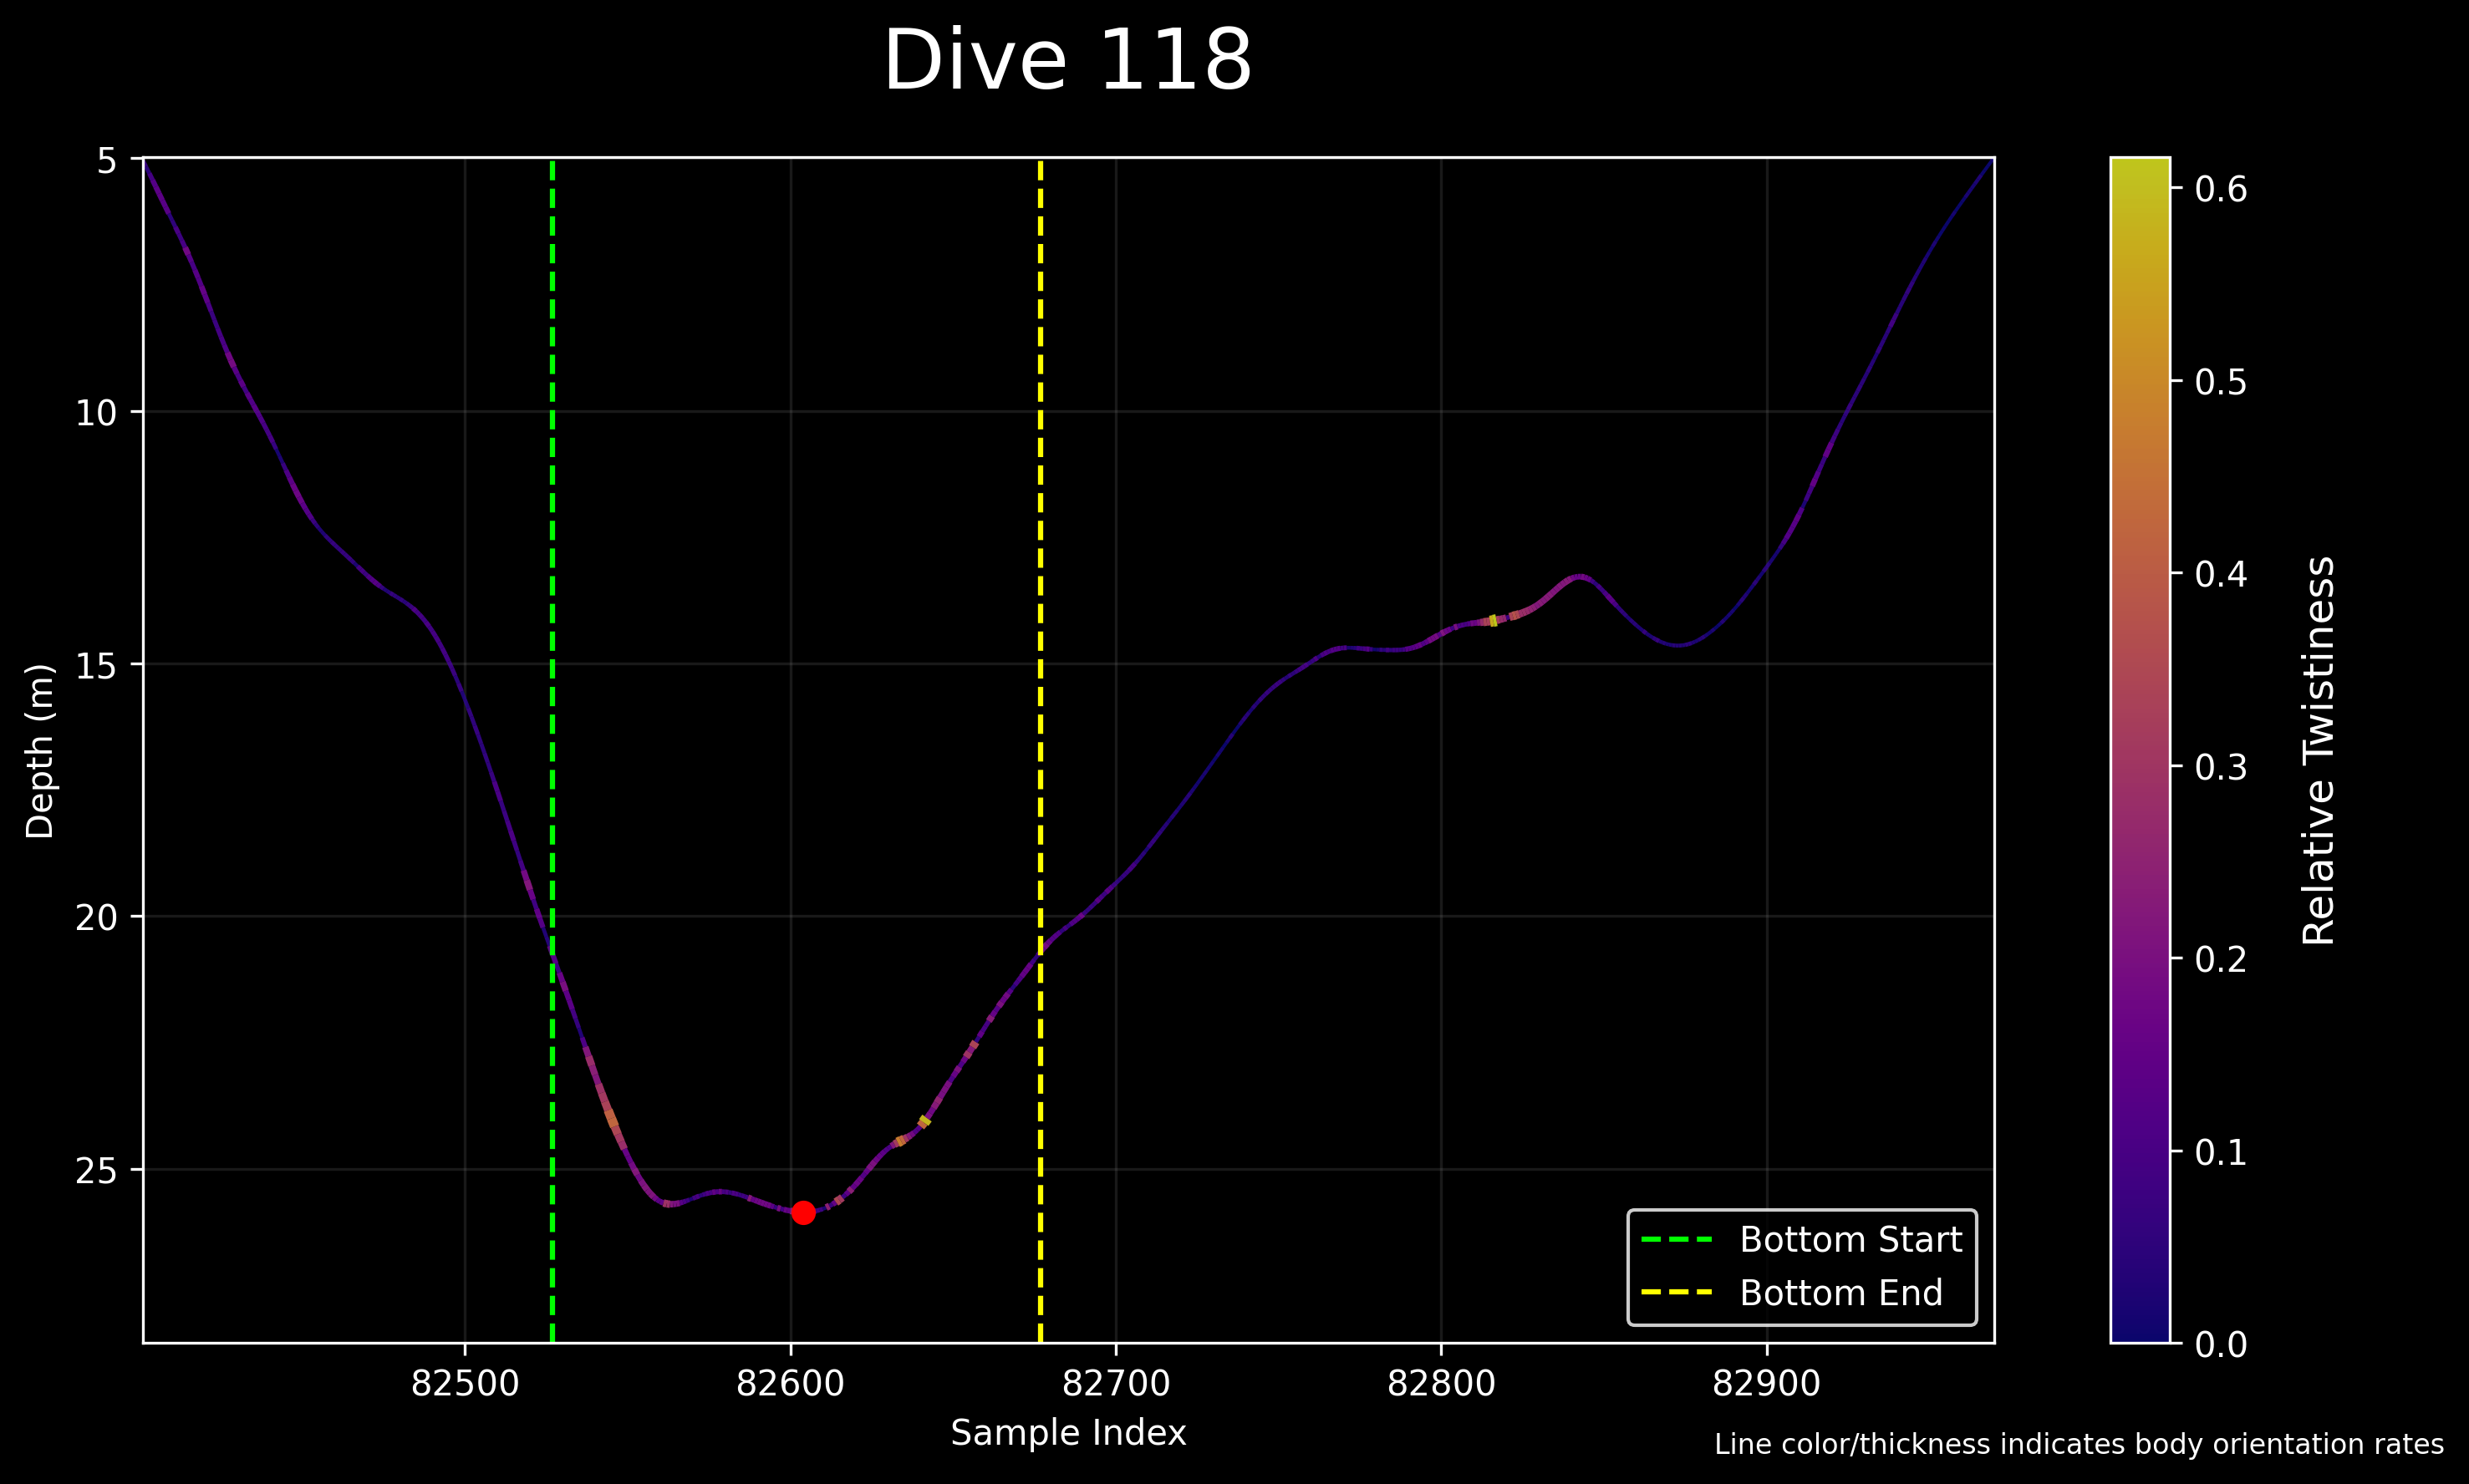 Dive 118
5
10
15
20
25
Depth (m)
82500 82600 82700 82800 82900
Sample Index
Bottom Start
Bottom End
0.6
0.5
0.4
0.3
0.2
0.1
0.0
Relative Twistiness
Line color/thickness indicates body orientation rates